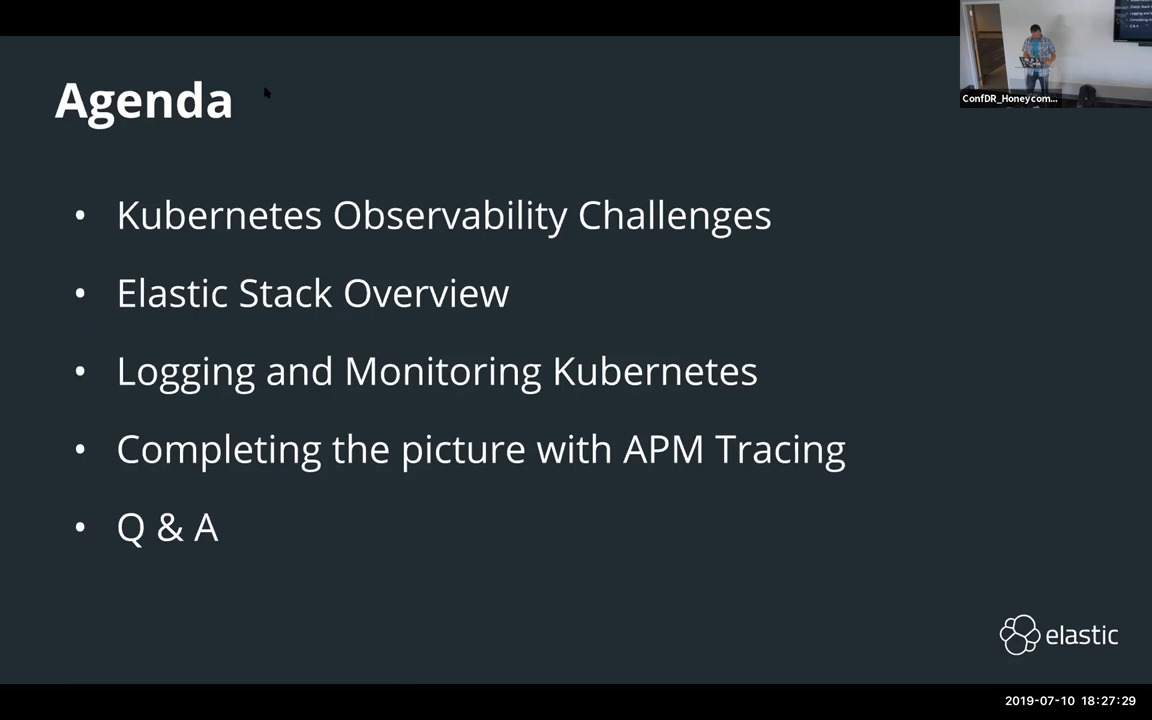 Agenda
• Kubernetes Observability Challenges
• Elastic Stack Overview
• Logging and Monitoring Kubernetes
• Completing the picture with APM Tracing
• Q & A
ConfDR_Honeycom...
elastic
2019-07-10 18:27:29